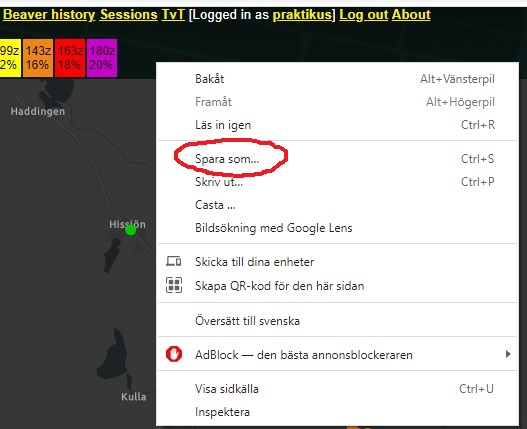 Beaver history Sessions TvT [Logged in as praktikus] Log out About
99z 143z 163z 180z
2% 16% 18% 20%
Haddingen
Bakåt Alt+Vänsterpil
Framåt Alt+Högerpil
Läs in igen Ctrl+R
Spara som... Ctrl+S
Skriv ut... Ctrl+P
Casta ...
Bildsökning med Google Lens
Hissjön
Skicka till dina enheter
Skapa QR-kod för den här sidan
Översätt till svenska
AdBlock — den bästa annonsblockeraren
Visa sidkälla Ctrl+U
Kulla
Inspektera